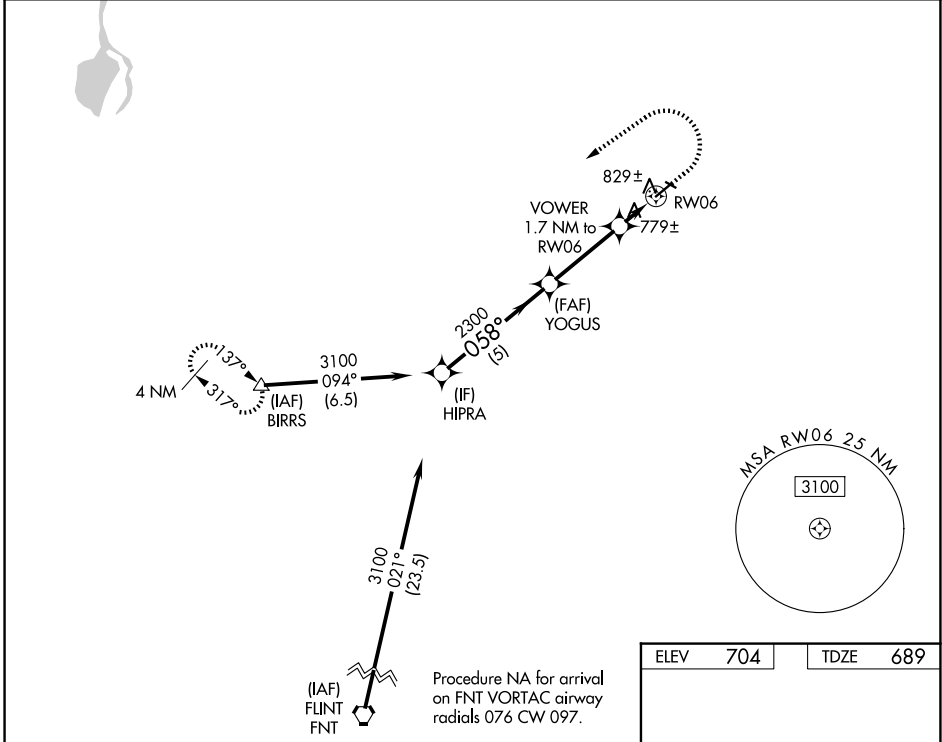 829±
RW06
VOWER
1.7 NM to
RW06
779±
(FAF)
YOGUS
2300
058°
(5)
137°
317°
4 NM
(IAF)
BIRRS
3100
094°
(6.5)
(IF)
HIPRA
MSA RW06 25 NM
3100
3100
021°
(23.5)
(IAF)
FLINT
FNT
Procedure NA for arrival
on FNT VORTAC airway
radials 076 CW 097.
ELEV 704
TDZE 689